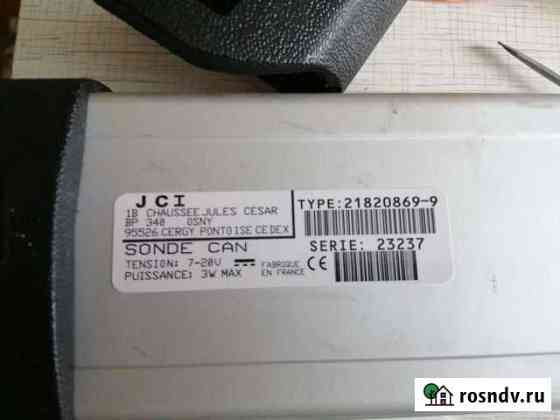 JCI
1B CHAUSSEE JULES CESAR
BP 340 OSNY
95526 CERGY PONTOISE CEDEX
TYPE: 21820869-9
SONDE CAN
SERIE: 23237
TENSION: 7-20V
PUISSANCE: 3W MAX
FABRIQUE
EN FRANCE
CE
rosndv.ru